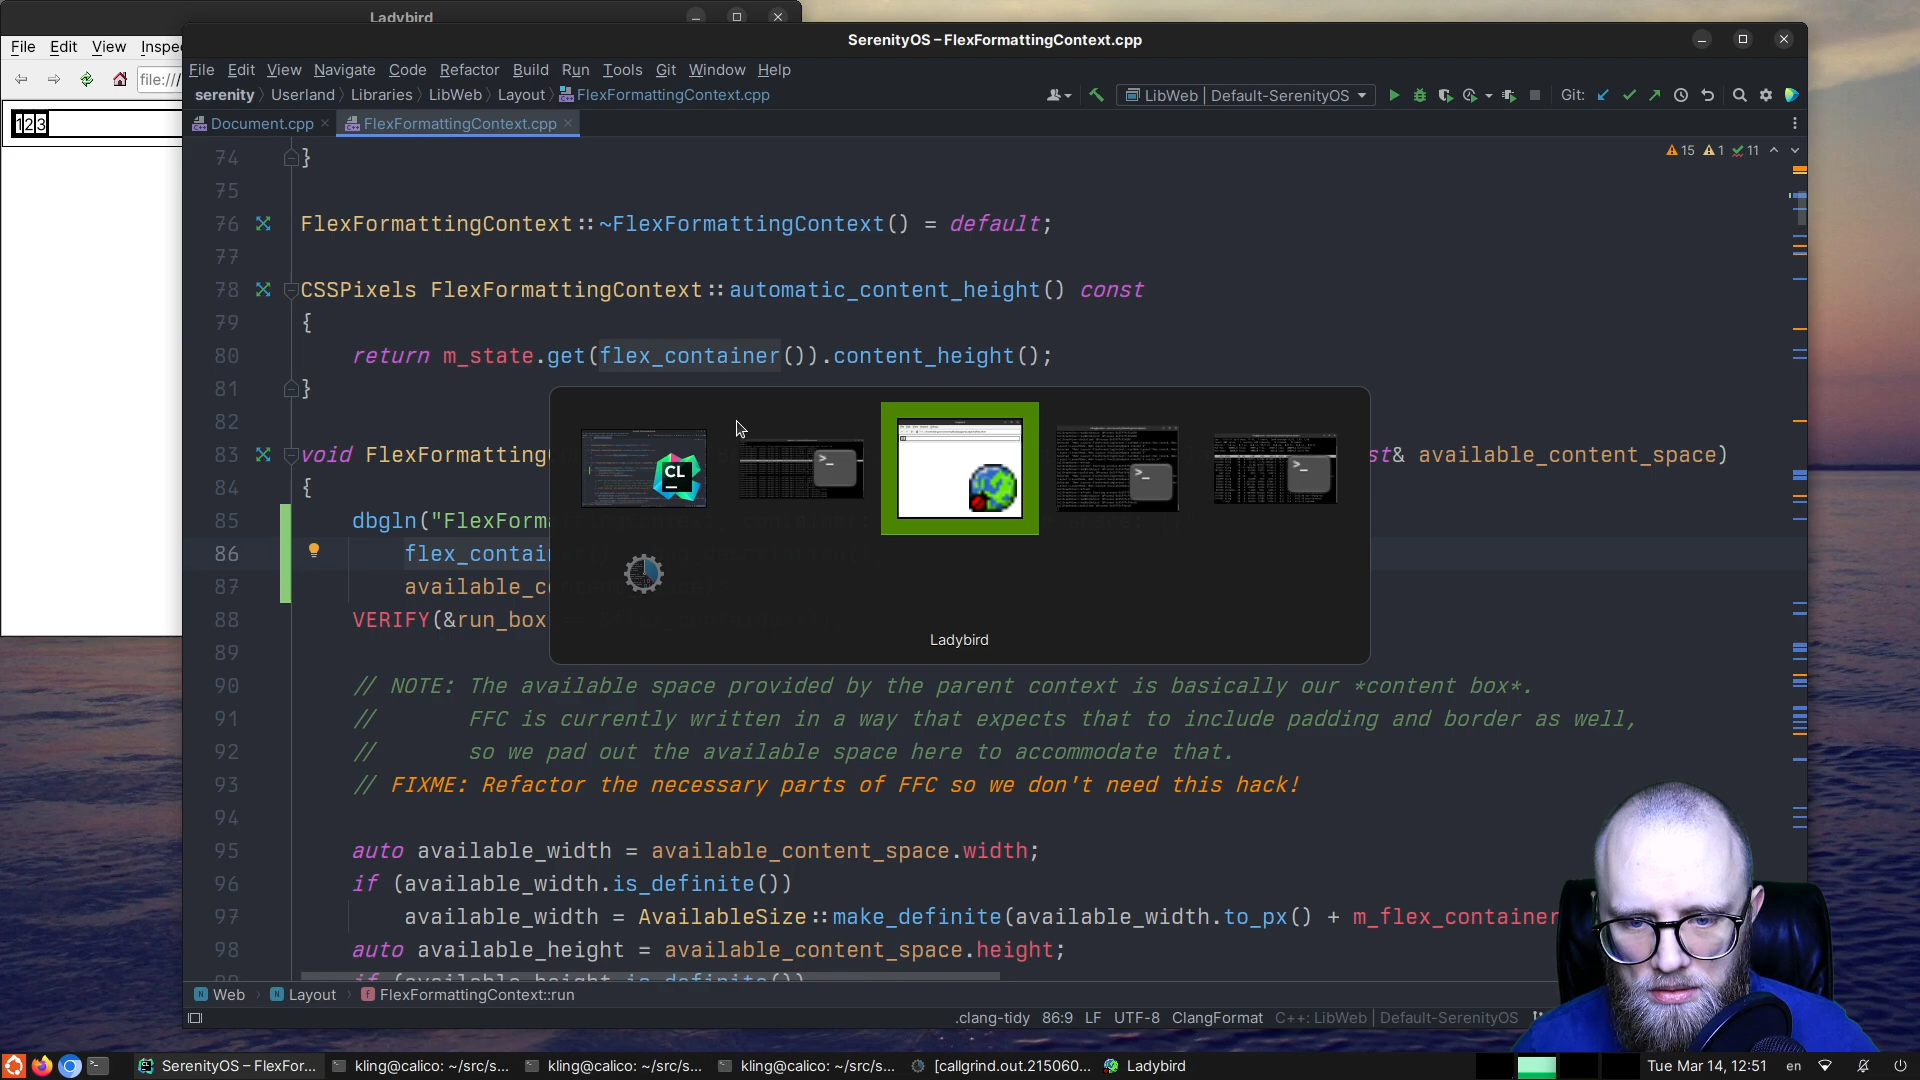 Ladybird
File Edit View Inspe
file:///
123
SerenityOS – FlexFormattingContext.cpp
File Edit View Navigate Code Refactor Build Run Tools Git Window Help
serenity Userland Libraries LibWeb Layout FlexFormattingContext.cpp
LibWeb | Default-SerenityOS Git:
Document.cpp FlexFormattingContext.cpp
15 1 11
74 }
75
76 FlexFormattingContext::~FlexFormattingContext() = default;
77
78 CSSPixels FlexFormattingContext::automatic_content_height() const
79 {
80 return m_state.get(flex_container()).content_height();
81 }
82
83 void FlexFormatting st& available_content_space)
84 {
85 dbgln("FlexForma
86 flex_contain
87 available_co
88 VERIFY(&run_box
89
90 // NOTE: The available space provided by the parent context is basically our *content box*.
91 // FFC is currently written in a way that expects that to include padding and border as well,
92 // so we pad out the available space here to accommodate that.
93 // FIXME: Refactor the necessary parts of FFC so we don't need this hack!
94
95 auto available_width = available_content_space.width;
96 if (available_width.is_definite())
97 available_width = AvailableSize::make_definite(available_width.to_px() + m_flex_container
98 auto available_height = available_content_space.height;
CL
Ladybird
Web Layout FlexFormattingContext::run
.clang-tidy 86:9 LF UTF-8 ClangFormat C++: LibWeb | Default-SerenityOS
SerenityOS – FlexFor... kling@calico: ~/src/s... kling@calico: ~/src/s... kling@calico: ~/src/s... [callgrind.out.215060... Ladybird
Tue Mar 14, 12:51 en